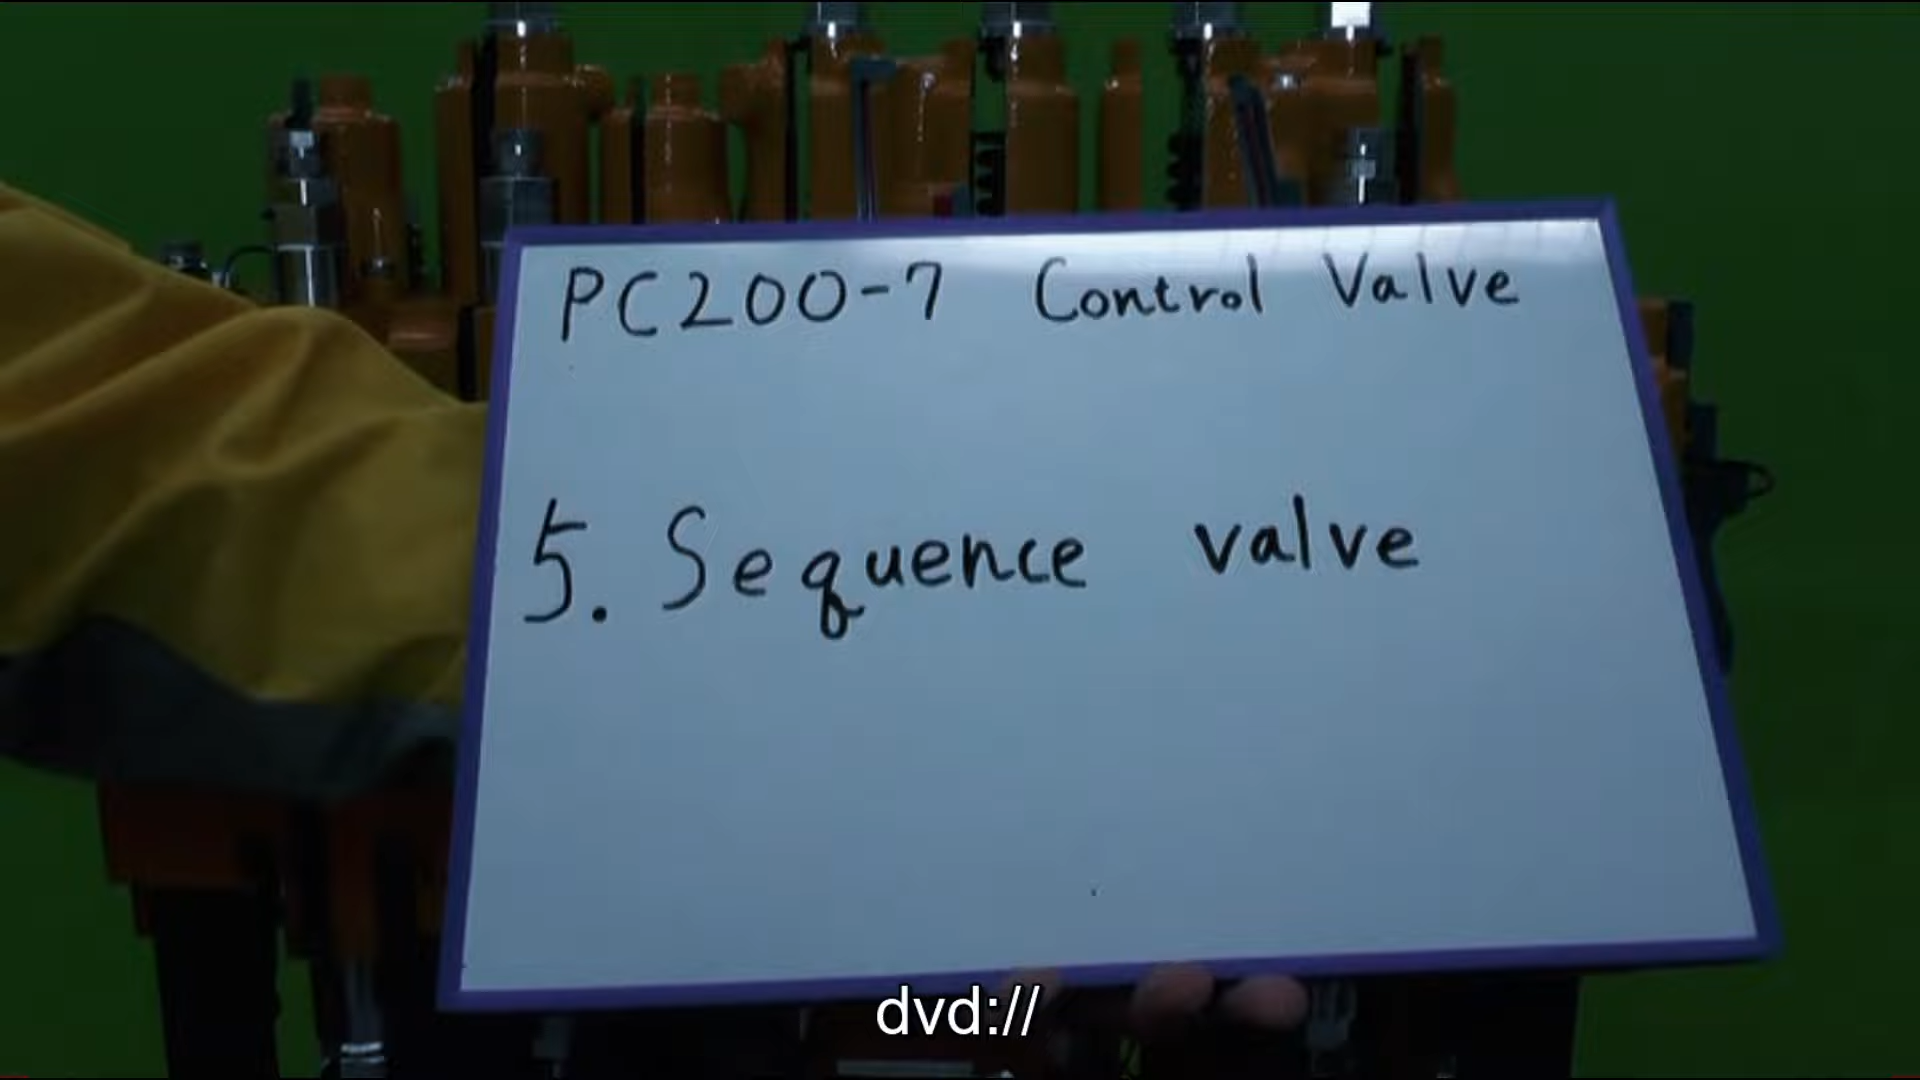 PC200-7 Control Valve
5. Sequence valve
dvd://